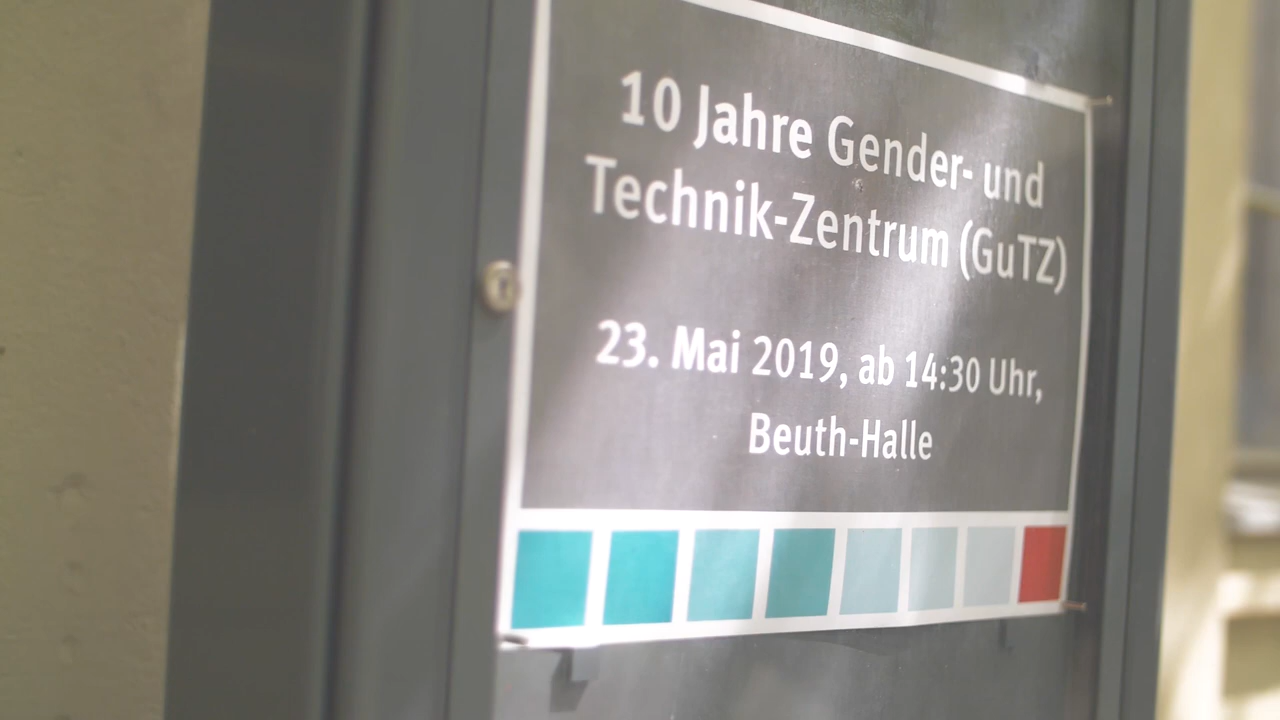 10 Jahre Gender- und
Technik-Zentrum (GuTZ)
23. Mai 2019, ab 14:30 Uhr,
Beuth-Halle